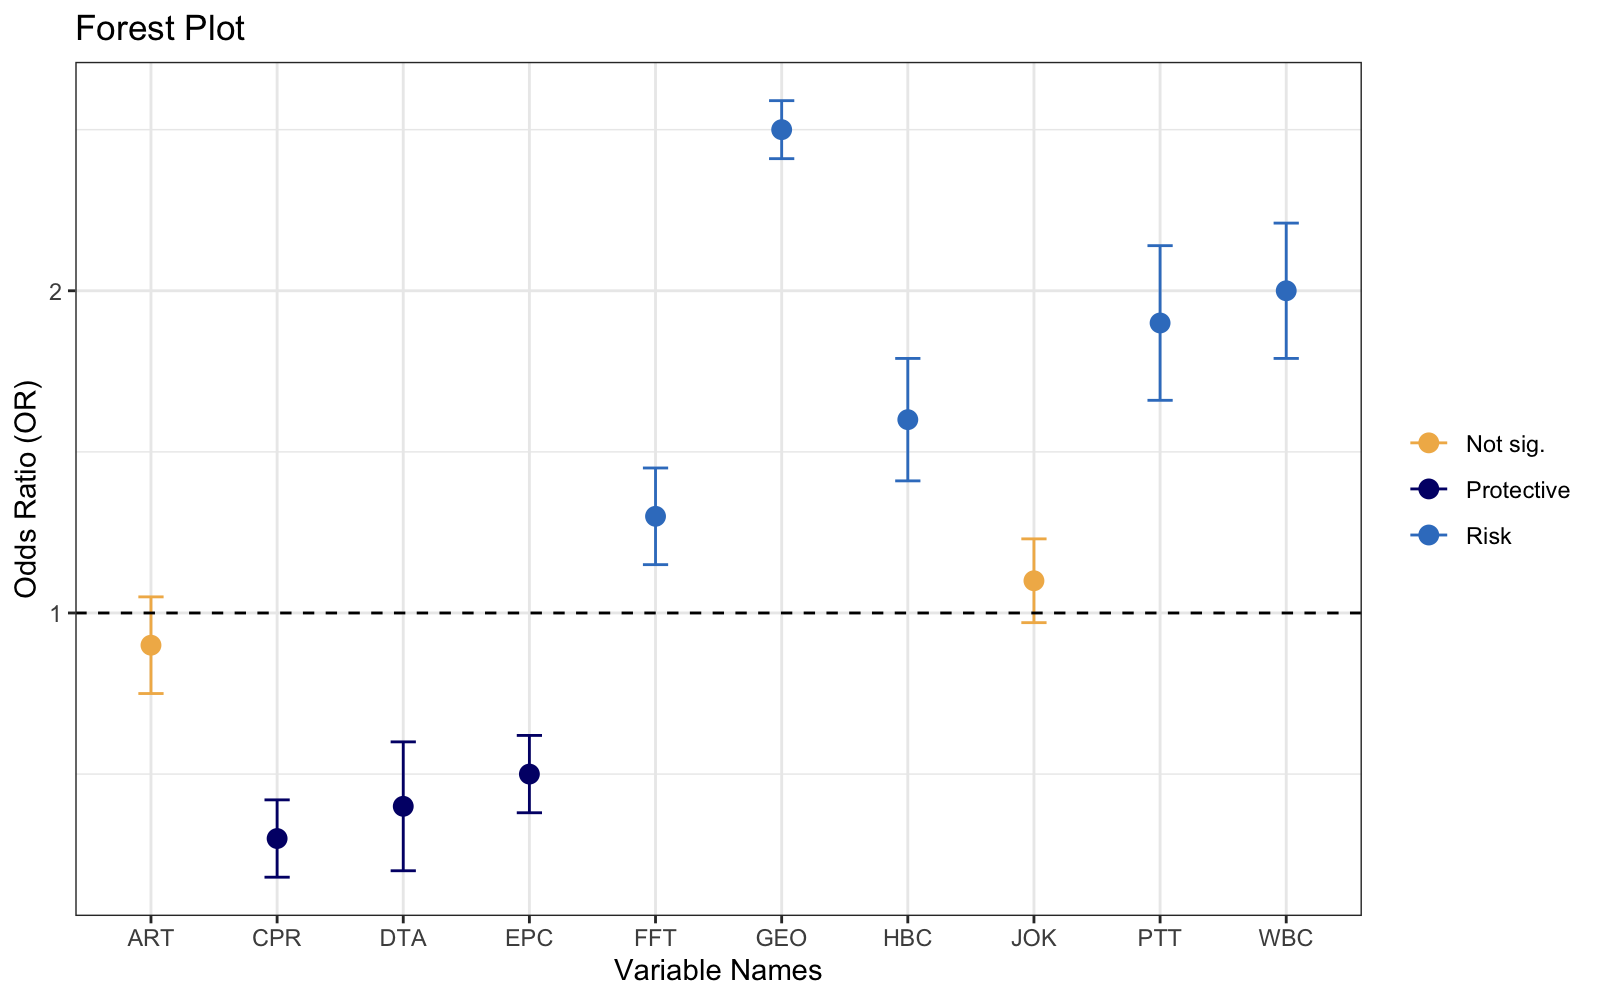 Forest Plot
Odds Ratio (OR)
2
1
ART CPR DTA EPC FFT GEO HBC JOK PTT WBC
Variable Names
Not sig.
Protective
Risk